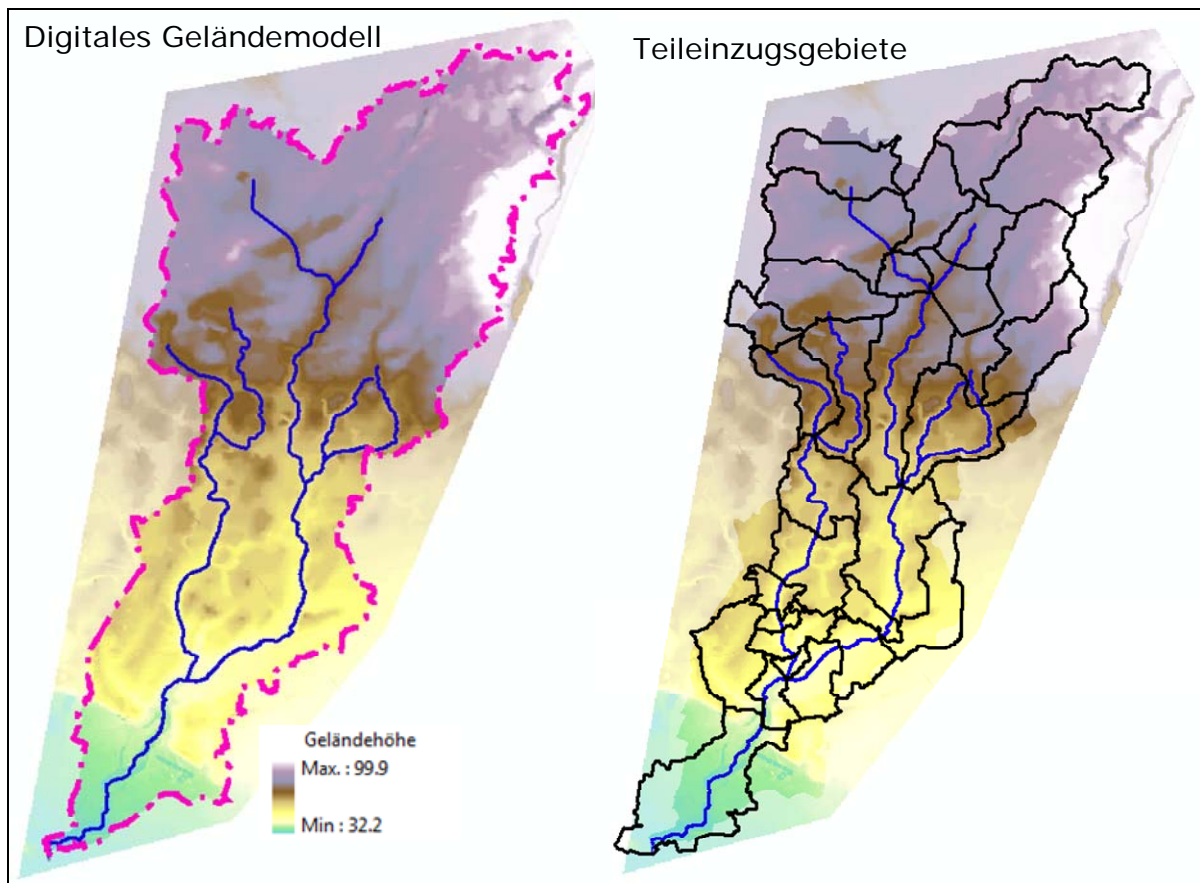 Digitales Geländemodell
Teileinzugsgebiete
Geländehöhe
Max. : 99.9
Min : 32.2